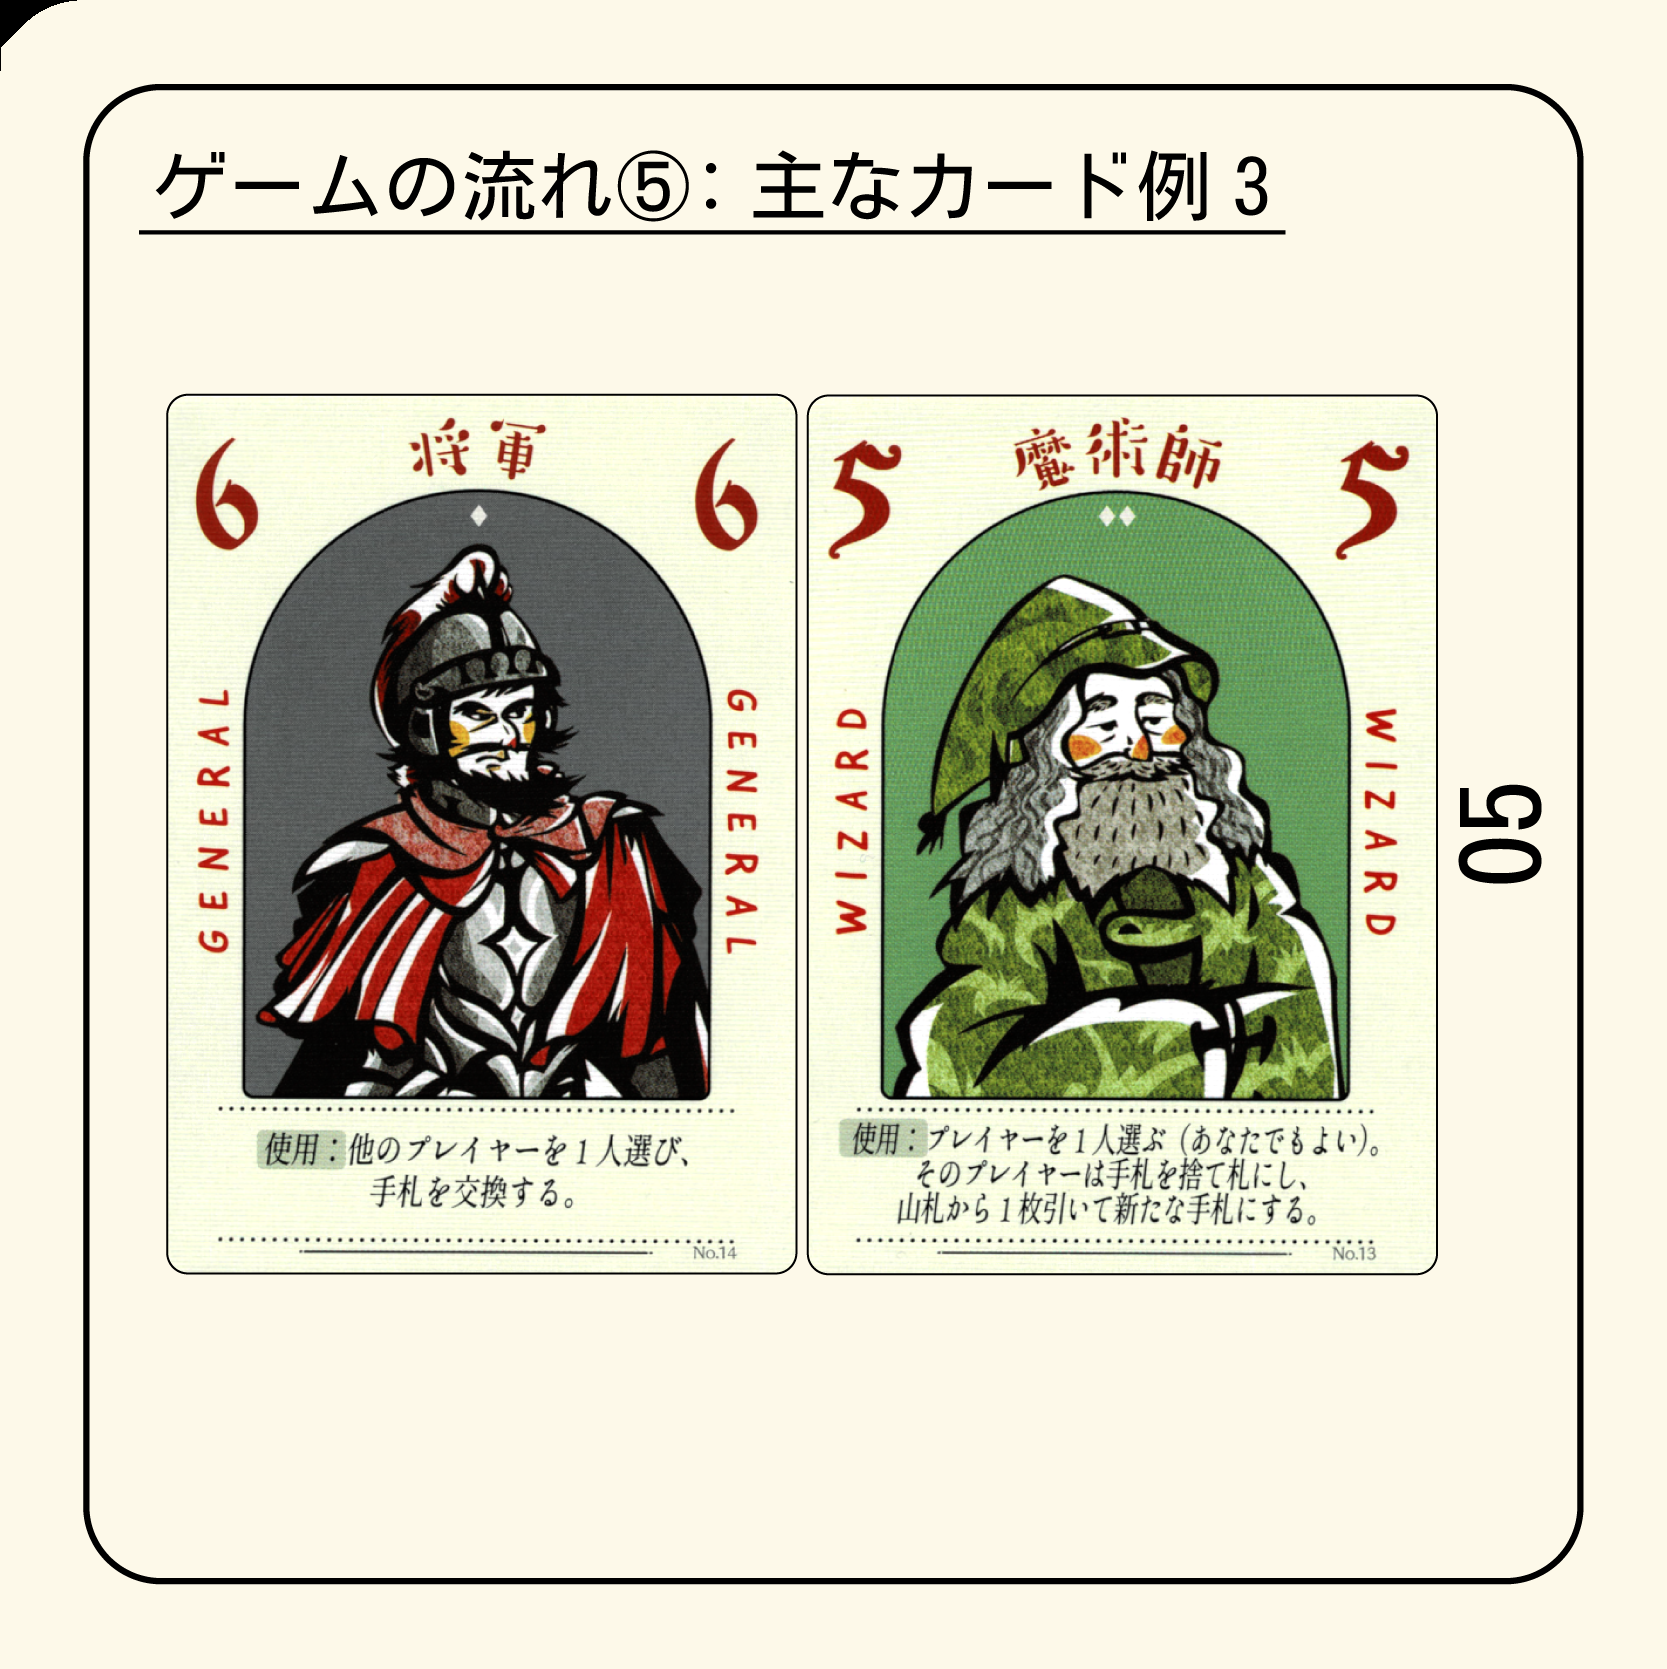 ゲームの流れ⑤：主なカード例 3
6
将軍
6
GENERAL
GENERAL
使用：他のプレイヤーを1人選び、
手札を交換する。
No.14
5
魔術師
5
WIZARD
WIZARD
使用：プレイヤーを1人選ぶ（あなたでもよい）。
そのプレイヤーは手札を捨て札にし、
山札から1枚引いて新たな手札にする。
No.13
05